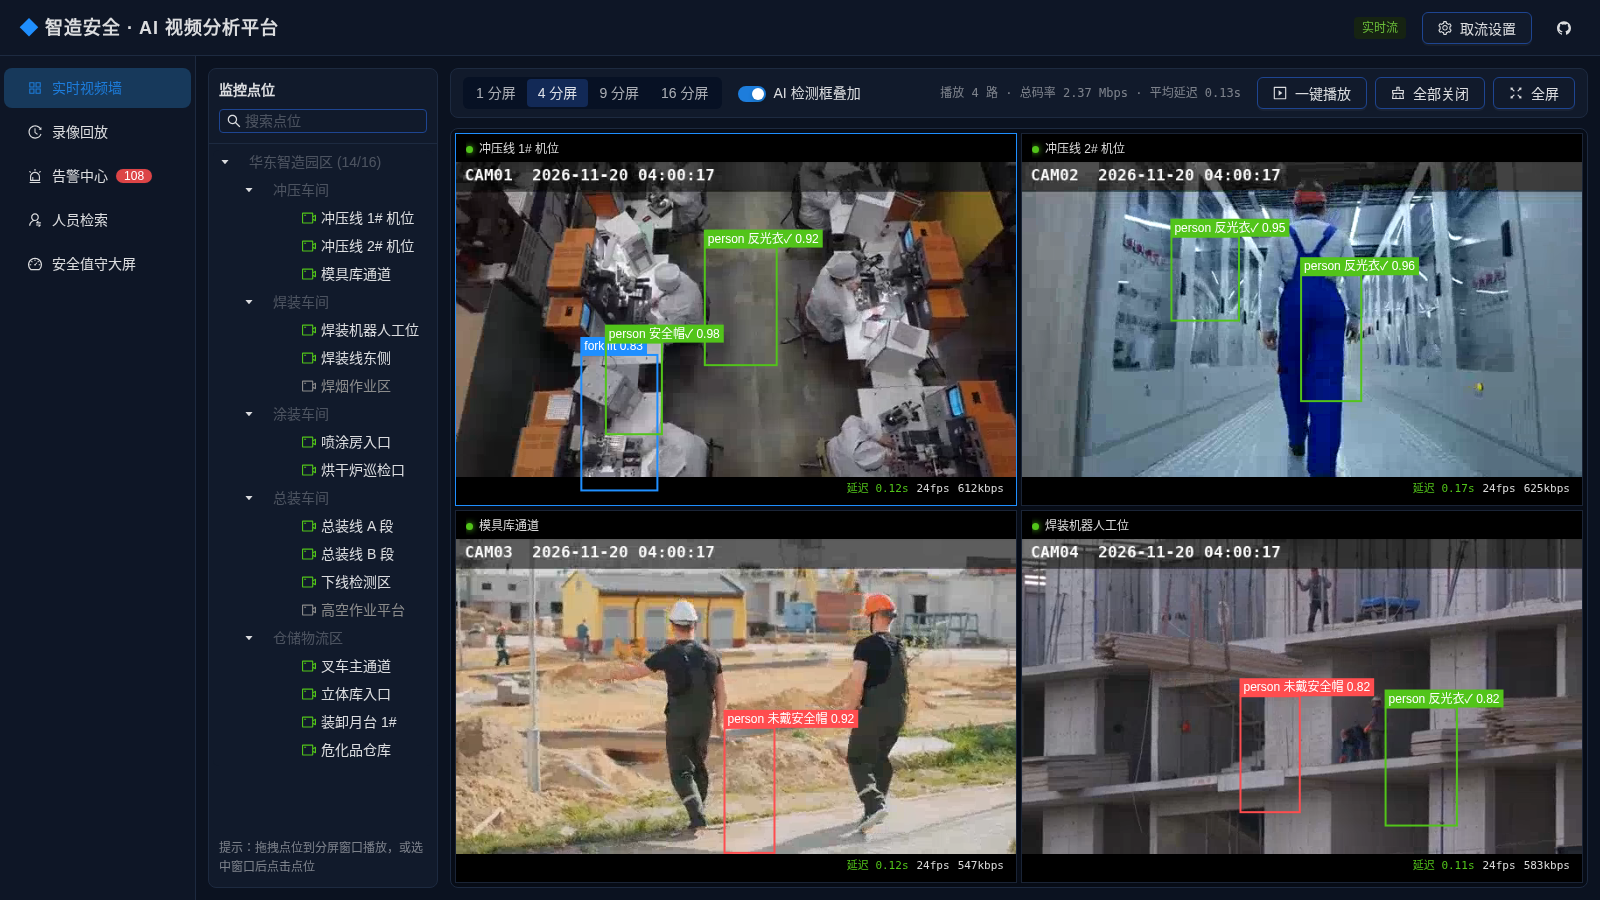 智造安全 · AI 视频分析平台
实时流
取流设置
实时视频墙
录像回放
告警中心 108
人员检索
安全值守大屏
监控点位
搜索点位
华东智造园区 (14/16)
冲压车间
冲压线 1# 机位
冲压线 2# 机位
模具库通道
焊装车间
焊装机器人工位
焊装线东侧
焊烟作业区
涂装车间
喷涂房入口
烘干炉巡检口
总装车间
总装线 A 段
总装线 B 段
下线检测区
高空作业平台
仓储物流区
叉车主通道
立体库入口
装卸月台 1#
危化品仓库
提示：拖拽点位到分屏窗口播放，或选
中窗口后点击点位
1 分屏 4 分屏 9 分屏 16 分屏
AI 检测框叠加
播放 4 路 · 总码率 2.37 Mbps · 平均延迟 0.13s
一键播放
全部关闭
全屏
冲压线 1# 机位
CAM01 2026-11-20 04:00:17
person 反光衣✓ 0.92
person 安全帽✓ 0.98
forklift 0.83
延迟 0.12s 24fps 612kbps
冲压线 2# 机位
CAM02 2026-11-20 04:00:17
person 反光衣✓ 0.95
person 反光衣✓ 0.96
延迟 0.17s 24fps 625kbps
模具库通道
CAM03 2026-11-20 04:00:17
person 未戴安全帽 0.92
延迟 0.12s 24fps 547kbps
焊装机器人工位
CAM04 2026-11-20 04:00:17
person 未戴安全帽 0.82
person 反光衣✓ 0.82
延迟 0.11s 24fps 583kbps